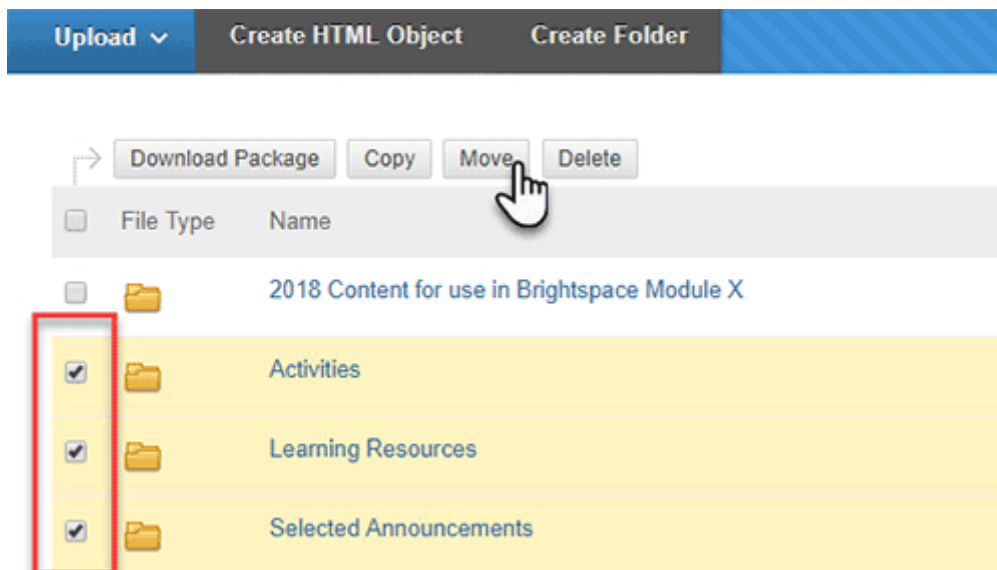 Upload Create HTML Object Create Folder
Download Package Copy Move Delete
File Type Name
2018 Content for use in Brightspace Module X
Activities
Learning Resources
Selected Announcements